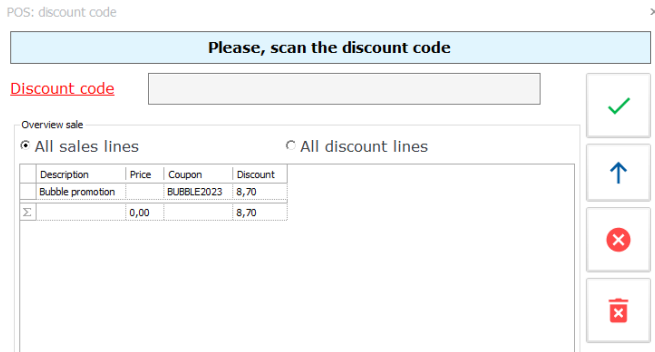 POS: discount code
Please, scan the discount code
Discount code
Overview sale
All sales lines All discount lines
Description Price Coupon Discount
Bubble promotion BUBBLE2023 8,70
Σ 0,00 8,70